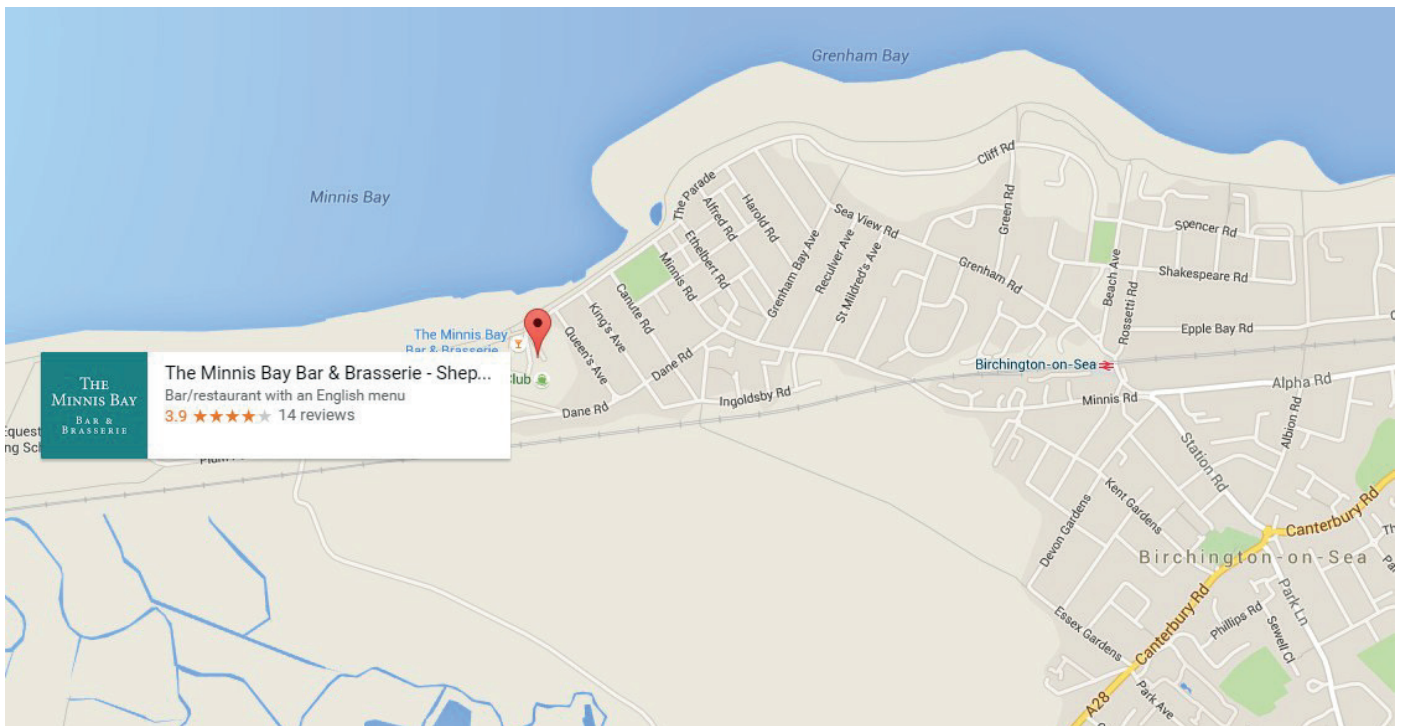 Grenham Bay
Minnis Bay
Cliff Rd
The Parade
Alfred Rd
Harold Rd
Sea View Rd
Green Rd
Spencer Rd
Ethelbert Rd
Minnis Rd
Grenham Bay Ave
Reculver Ave
St Mildred's Ave
Grenham Rd
Shakespeare Rd
Beach Ave
Rossetti Rd
Canute Rd
King's Ave
Queen's Ave
Epple Bay Rd
The Minnis Bay
Bar & Brasserie
Club
Dane Rd
Birchington-on-Sea
THE
MINNIS BAY
BAR &
BRASSERIE
The Minnis Bay Bar & Brasserie - Shep...
Bar/restaurant with an English menu
3.9 14 reviews
Dane Rd
Ingoldsby Rd
Minnis Rd
Alpha Rd
Albion Rd
Station Rd
Kent Gardens
Devon Gardens
Canterbury Rd
Birchington-on-Sea
Park Ln
Phillips Rd
Sewell Cl
Essex Gardens
Canterbury Rd
Park Ave
A28